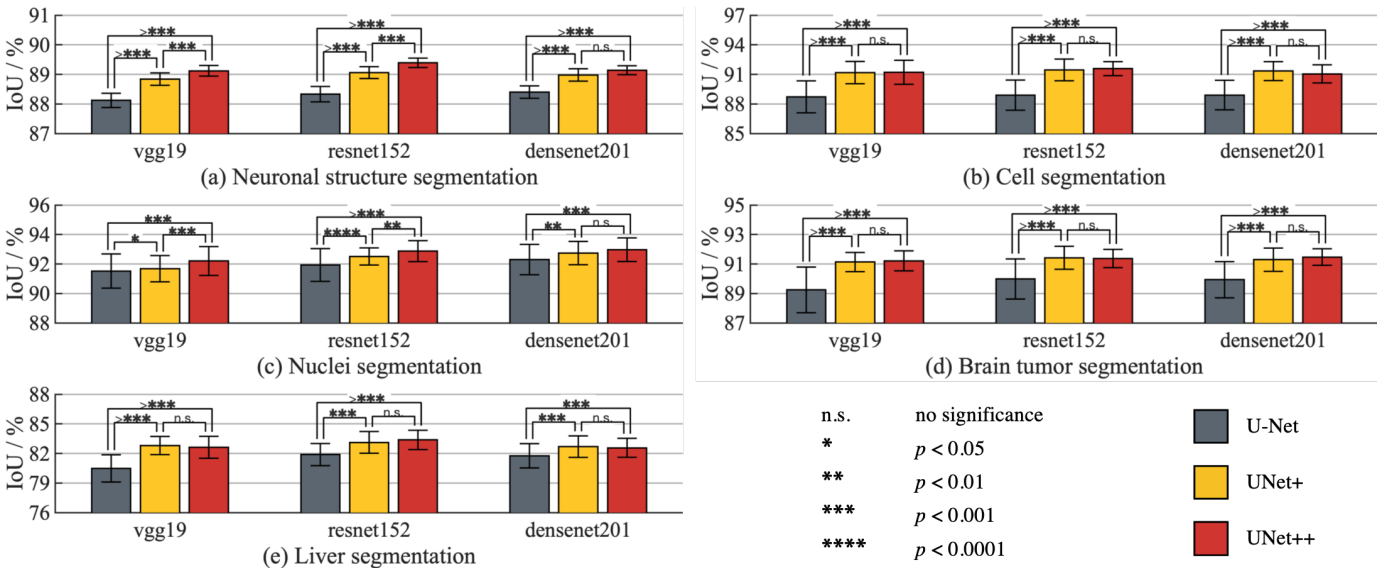 91
90
89
88
87
IoU / %
>***
>*** ***
>***
>*** ***
>***
>*** n.s.
vgg19 resnet152 densenet201
(a) Neuronal structure segmentation
97
94
91
88
85
IoU / %
>***
>*** n.s.
>***
>*** n.s.
>***
>*** n.s.
vgg19 resnet152 densenet201
(b) Cell segmentation
96
94
92
90
88
IoU / %
***
* ***
>***
**** **
***
** n.s.
vgg19 resnet152 densenet201
(c) Nuclei segmentation
95
93
91
89
87
IoU / %
>***
>*** n.s.
>***
>*** n.s.
>***
>*** n.s.
vgg19 resnet152 densenet201
(d) Brain tumor segmentation
88
85
82
79
76
IoU / %
>***
>*** n.s.
>***
*** n.s.
***
*** n.s.
vgg19 resnet152 densenet201
(e) Liver segmentation
n.s. no significance
* p < 0.05
** p < 0.01
*** p < 0.001
**** p < 0.0001
U-Net
UNet+
UNet++